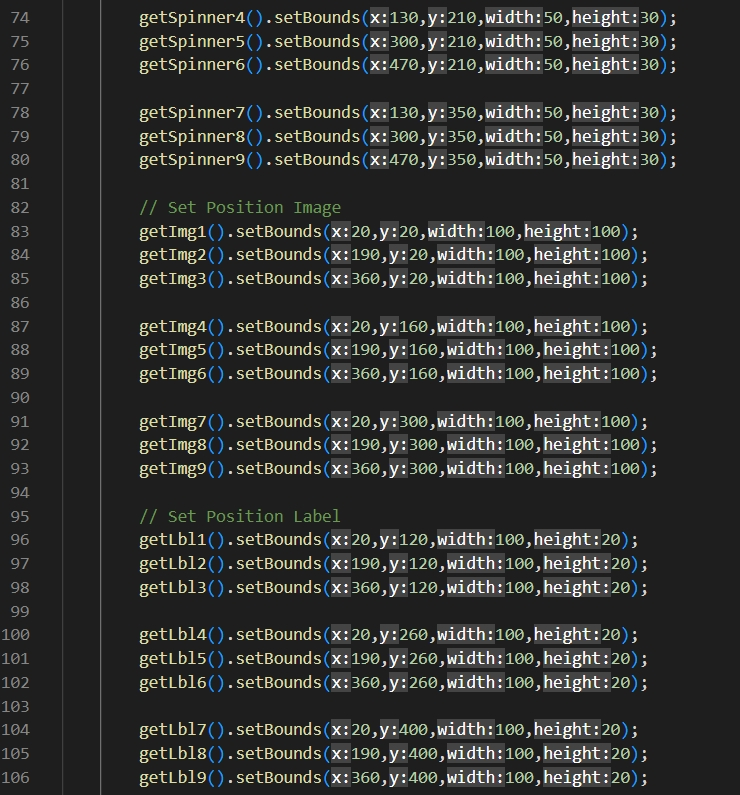 74 getSpinner4().setBounds(x:130,y:210,width:50,height:30);
75 getSpinner5().setBounds(x:300,y:210,width:50,height:30);
76 getSpinner6().setBounds(x:470,y:210,width:50,height:30);
77
78 getSpinner7().setBounds(x:130,y:350,width:50,height:30);
79 getSpinner8().setBounds(x:300,y:350,width:50,height:30);
80 getSpinner9().setBounds(x:470,y:350,width:50,height:30);
81
82 // Set Position Image
83 getImg1().setBounds(x:20,y:20,width:100,height:100);
84 getImg2().setBounds(x:190,y:20,width:100,height:100);
85 getImg3().setBounds(x:360,y:20,width:100,height:100);
86
87 getImg4().setBounds(x:20,y:160,width:100,height:100);
88 getImg5().setBounds(x:190,y:160,width:100,height:100);
89 getImg6().setBounds(x:360,y:160,width:100,height:100);
90
91 getImg7().setBounds(x:20,y:300,width:100,height:100);
92 getImg8().setBounds(x:190,y:300,width:100,height:100);
93 getImg9().setBounds(x:360,y:300,width:100,height:100);
94
95 // Set Position Label
96 getLbl1().setBounds(x:20,y:120,width:100,height:20);
97 getLbl2().setBounds(x:190,y:120,width:100,height:20);
98 getLbl3().setBounds(x:360,y:120,width:100,height:20);
99
100 getLbl4().setBounds(x:20,y:260,width:100,height:20);
101 getLbl5().setBounds(x:190,y:260,width:100,height:20);
102 getLbl6().setBounds(x:360,y:260,width:100,height:20);
103
104 getLbl7().setBounds(x:20,y:400,width:100,height:20);
105 getLbl8().setBounds(x:190,y:400,width:100,height:20);
106 getLbl9().setBounds(x:360,y:400,width:100,height:20);